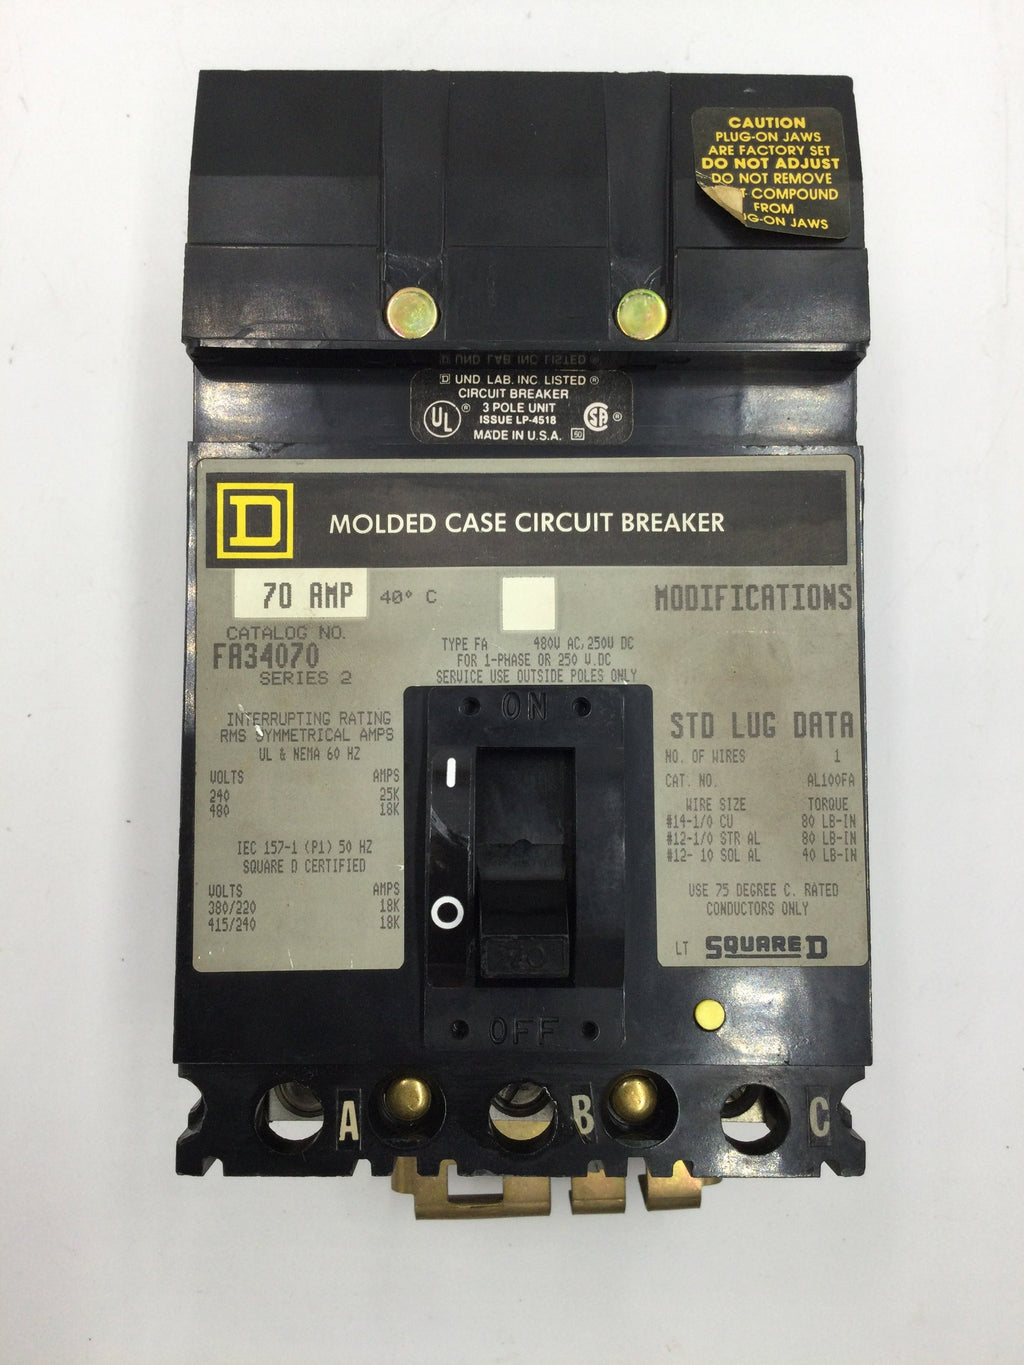 CAUTION
PLUG-ON JAWS
ARE FACTORY SET
DO NOT ADJUST
DO NOT REMOVE
COMPOUND
FROM
JAWS
D UND LAB. INC LISTED ®
CIRCUIT BREAKER
3 POLE UNIT
ISSUE LP-4518
MADE IN U.S.A. 50
UL ®
SA ®
D MOLDED CASE CIRCUIT BREAKER
70 AMP 40° C
CATALOG NO.
FA34070
SERIES 2
INTERRUPTING RATING
RMS SYMMETRICAL AMPS
UL & NEMA 60 HZ
VOLTS AMPS
240 25K
480 18K
IEC 157-1 (P1) 50 HZ
SQUARE D CERTIFIED
VOLTS AMPS
380/220 18K
415/240 18K
TYPE FA 480V AC,250V DC
FOR 1-PHASE OR 250 V.DC
SERVICE USE OUTSIDE POLES ONLY
ON
I
O
70
OFF
MODIFICATIONS
STD LUG DATA
NO. OF WIRES 1
CAT. NO. AL100FA
WIRE SIZE TORQUE
#14-1/0 CU 80 LB-IN
#12-1/0 STR AL 80 LB-IN
#12- 10 SOL AL 40 LB-IN
USE 75 DEGREE C. RATED
CONDUCTORS ONLY
LT SQUARE D
A B C